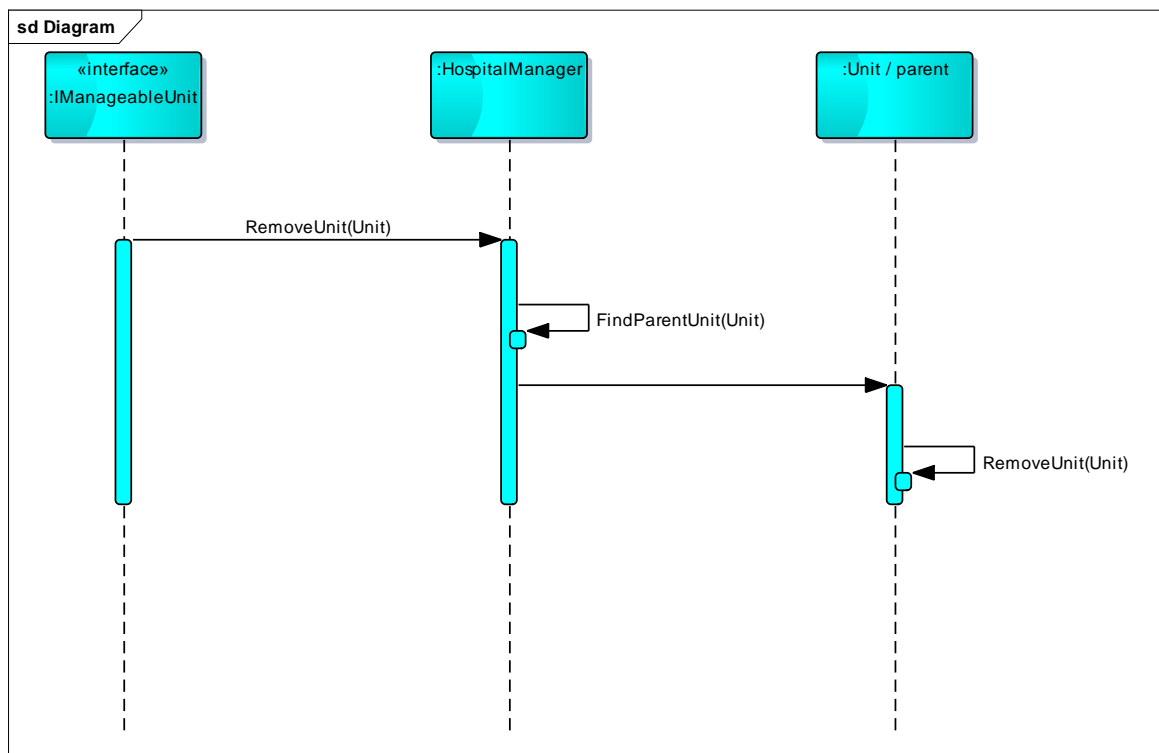 sd Diagram
«interface»
:IManageableUnit
:HospitalManager
:Unit / parent
RemoveUnit(Unit)
FindParentUnit(Unit)
RemoveUnit(Unit)